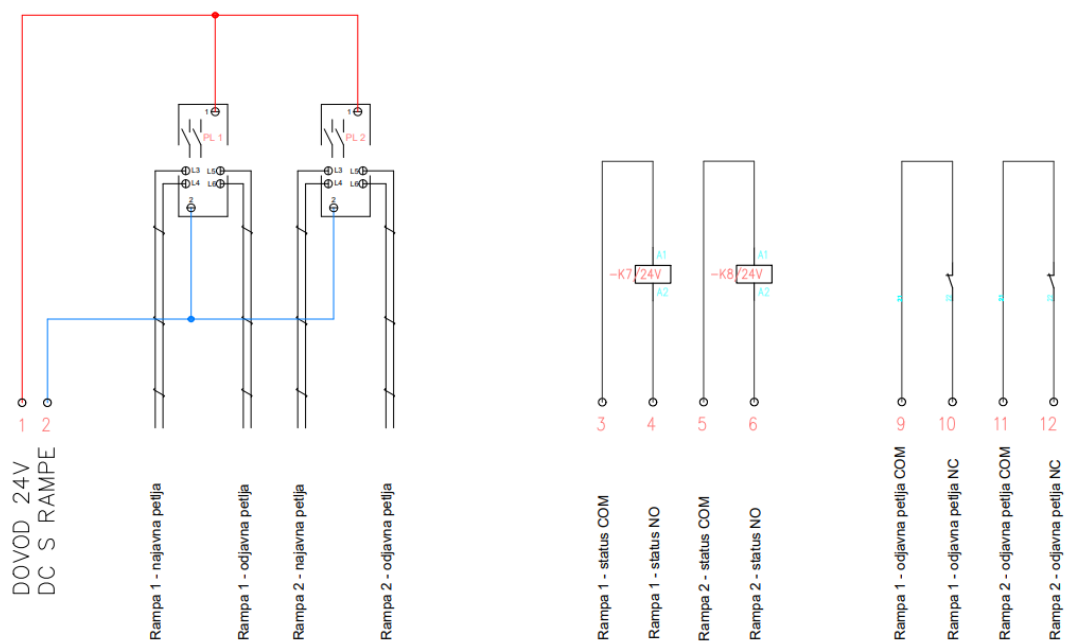 1
PL 1
L3
L5
L4
L6
2
1
PL 2
L3
L5
L4
L6
2
A1
-K7/24V
A2
A1
-K8/24V
A2
1
2
3
4
5
6
9
10
11
12
DOVOD 24V
DC S RAMPE
Rampa 1 - najavna petlja
Rampa 1 - odjavna petlja
Rampa 2 - najavna petlja
Rampa 2 - odjavna petlja
Rampa 1 - status COM
Rampa 1 - status NO
Rampa 2 - status COM
Rampa 2 - status NO
Rampa 1 - odjavna petlja COM
Rampa 1 - odjavna petlja NC
Rampa 2 - odjavna petlja COM
Rampa 2 - odjavna petlja NC